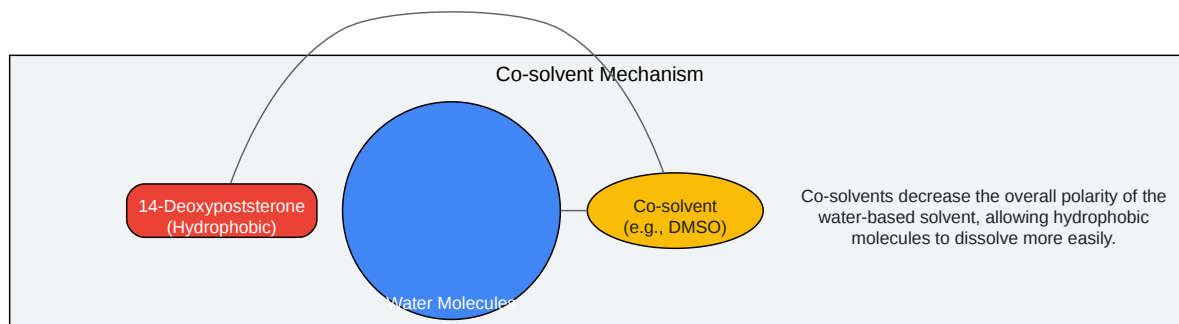 Co-solvent Mechanism
14-Deoxypoststerone
(Hydrophobic)
Water Molecules
Co-solvent
(e.g., DMSO)
Co-solvents decrease the overall polarity of the
water-based solvent, allowing hydrophobic
molecules to dissolve more easily.